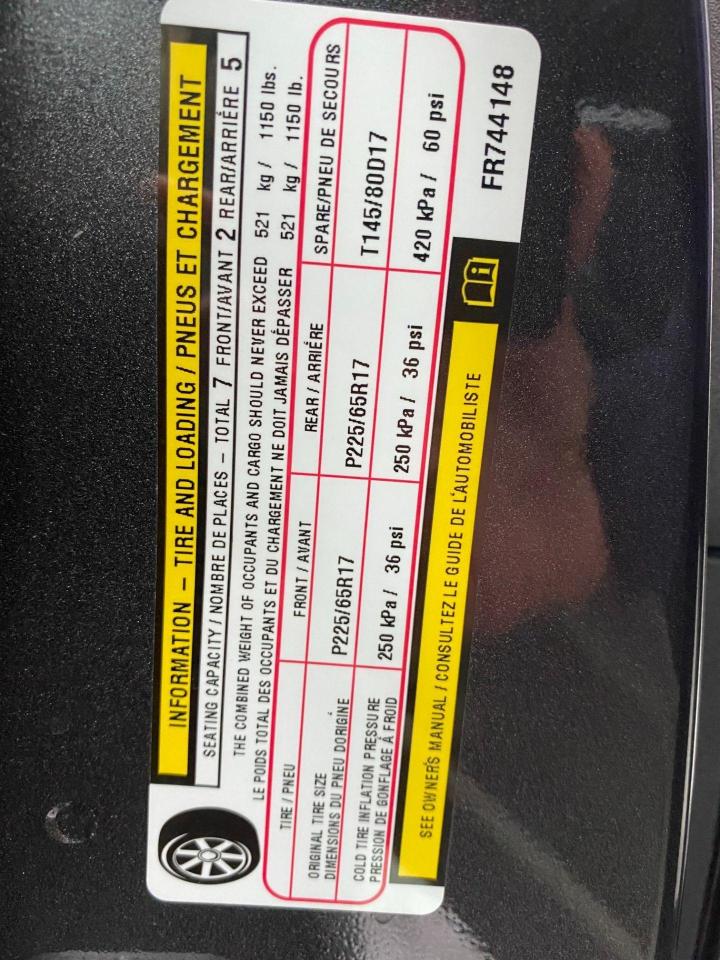 INFORMATION – TIRE AND LOADING / PNEUS ET CHARGEMENT
SEATING CAPACITY / NOMBRE DE PLACES – TOTAL 7 FRONT/AVANT 2 REAR/ARRIÉRE 5
THE COMBINED WEIGHT OF OCCUPANTS AND CARGO SHOULD NEVER EXCEED 521 kg / 1150 lbs.
LE POIDS TOTAL DES OCCUPANTS ET DU CHARGEMENT NE DOIT JAMAIS DÉPASSER 521 kg / 1150 lb.
TIRE / PNEU FRONT / AVANT REAR / ARRIÉRE SPARE/PNEU DE SECOURS
ORIGINAL TIRE SIZE
DIMENSIONS DU PNEU DORIGINE P225/65R17 P225/65R17 T145/80D17
COLD TIRE INFLATION PRESSURE
PRESSION DE GONFLAGE Á FROID 250 kPa / 36 psi 250 kPa / 36 psi 420 kPa / 60 psi
SEE OWNER'S MANUAL / CONSULTEZ LE GUIDE DE L'AUTOMOBILISTE
FR744148